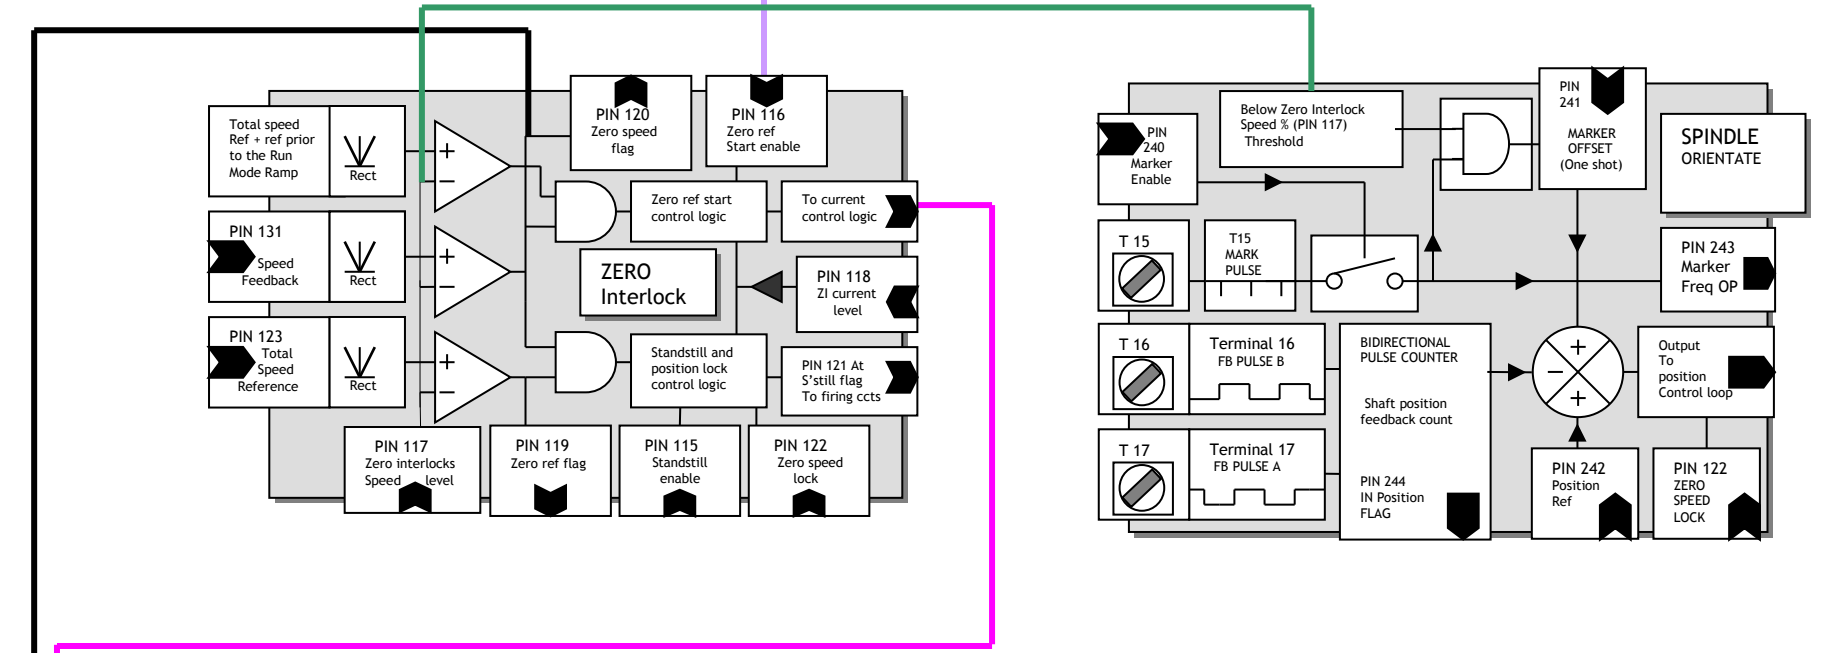 Total speed
Ref + ref prior
to the Run
Mode Ramp
Rect
+
−
PIN 120
Zero speed
flag
PIN 116
Zero ref
Start enable
Zero ref start
control logic
To current
control logic
PIN 131
Speed
Feedback
Rect
+
−
ZERO
Interlock
PIN 118
ZI current
level
PIN 123
Total
Speed
Reference
Rect
+
−
Standstill and
position lock
control logic
PIN 121 At
S'still flag
To firing ccts
PIN 117
Zero interlocks
Speed level
PIN 119
Zero ref flag
PIN 115
Standstill
enable
PIN 122
Zero speed
lock
PIN
240
Marker
Enable
Below Zero Interlock
Speed % (PIN 117)
Threshold
PIN
241
MARKER
OFFSET
(One shot)
SPINDLE
ORIENTATE
T 15
T15
MARK
PULSE
PIN 243
Marker
Freq OP
T 16
Terminal 16
FB PULSE B
BIDIRECTIONAL
PULSE COUNTER
Shaft position
feedback count
PIN 244
IN Position
FLAG
+
−
+
Output
To
position
Control loop
T 17
Terminal 17
FB PULSE A
PIN 242
Position
Ref
PIN 122
ZERO
SPEED
LOCK